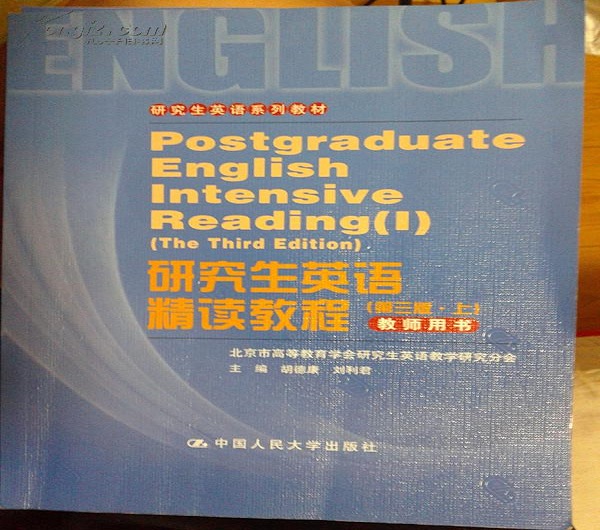 ENGLISH
研究生英语系列教材
Postgraduate
English
Intensive
Reading(I)
(The Third Edition)
研究生英语
精读教程(第三版·上)
教师用书
北京市高等教育学会研究生英语教学研究分会
主 编 胡德康 刘利君
中国人民大学出版社